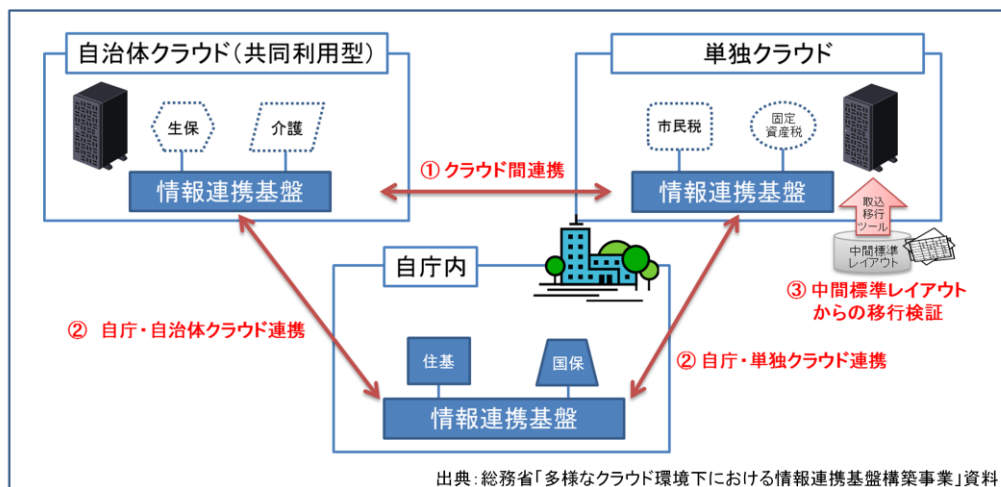 自治体クラウド(共同利用型)
単独クラウド
生保
介護
市民税
固定
資産税
情報連携基盤
① クラウド間連携
情報連携基盤
取込
移行
ツール
中間標準
レイアウト
自庁内
③ 中間標準レイアウト
からの移行検証
② 自庁・自治体クラウド連携
住基
国保
② 自庁・単独クラウド連携
情報連携基盤
出典:総務省「多様なクラウド環境下における情報連携基盤構築事業」資料